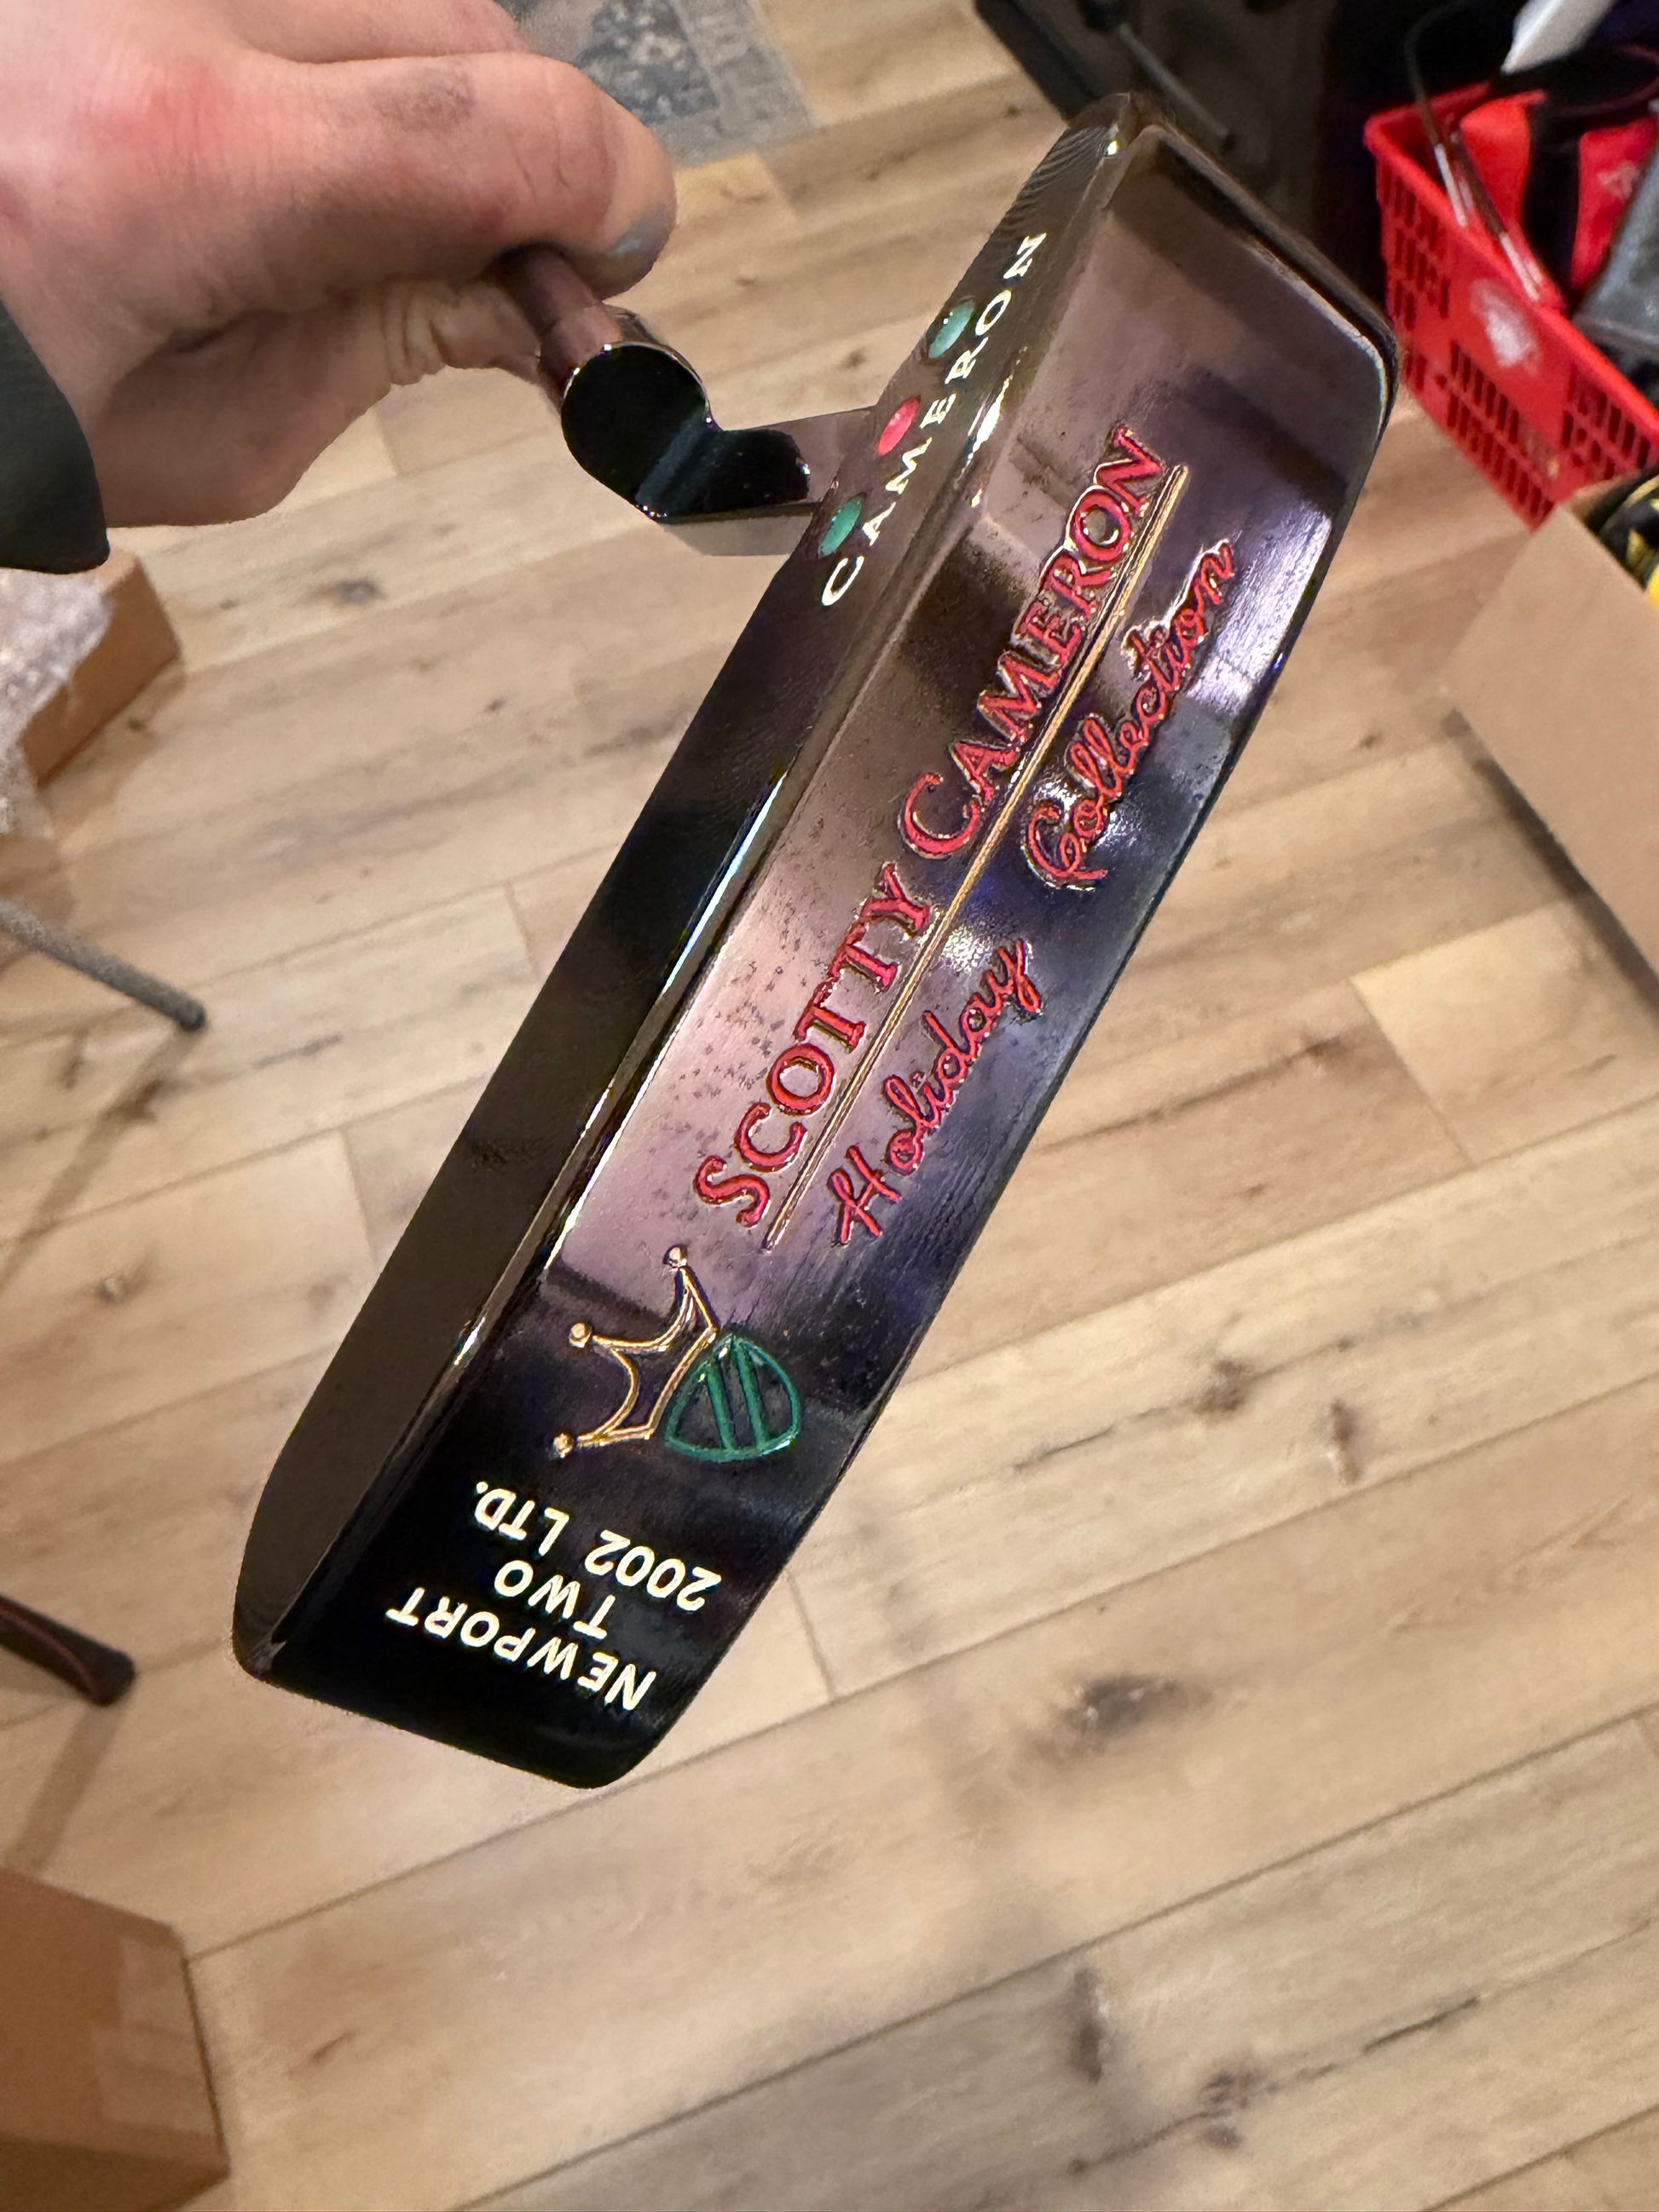 CAMERON
SCOTTY CAMERON
Holiday Collection
NEWPORT
TWO
2002 LTD.